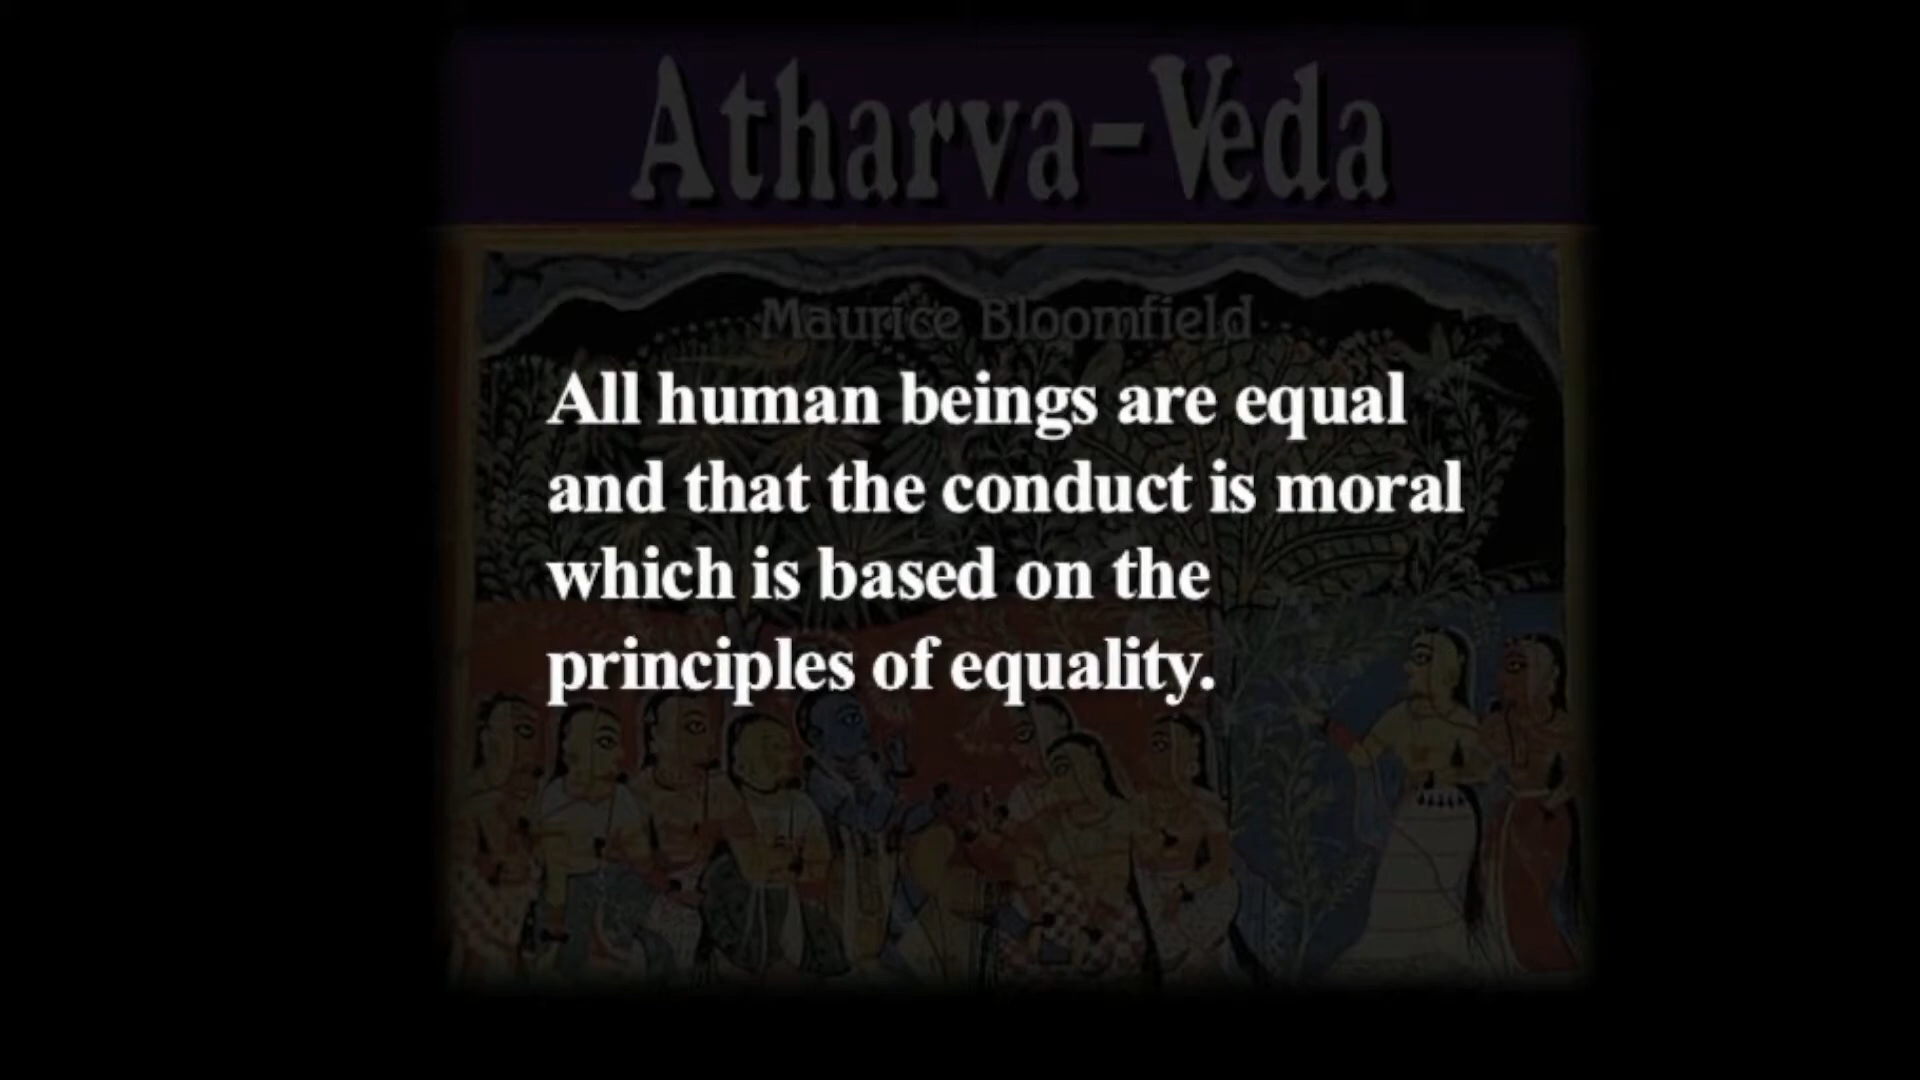 Atharva-Veda
Maurice Bloomfield
All human beings are equal
and that the conduct is moral
which is based on the
principles of equality.